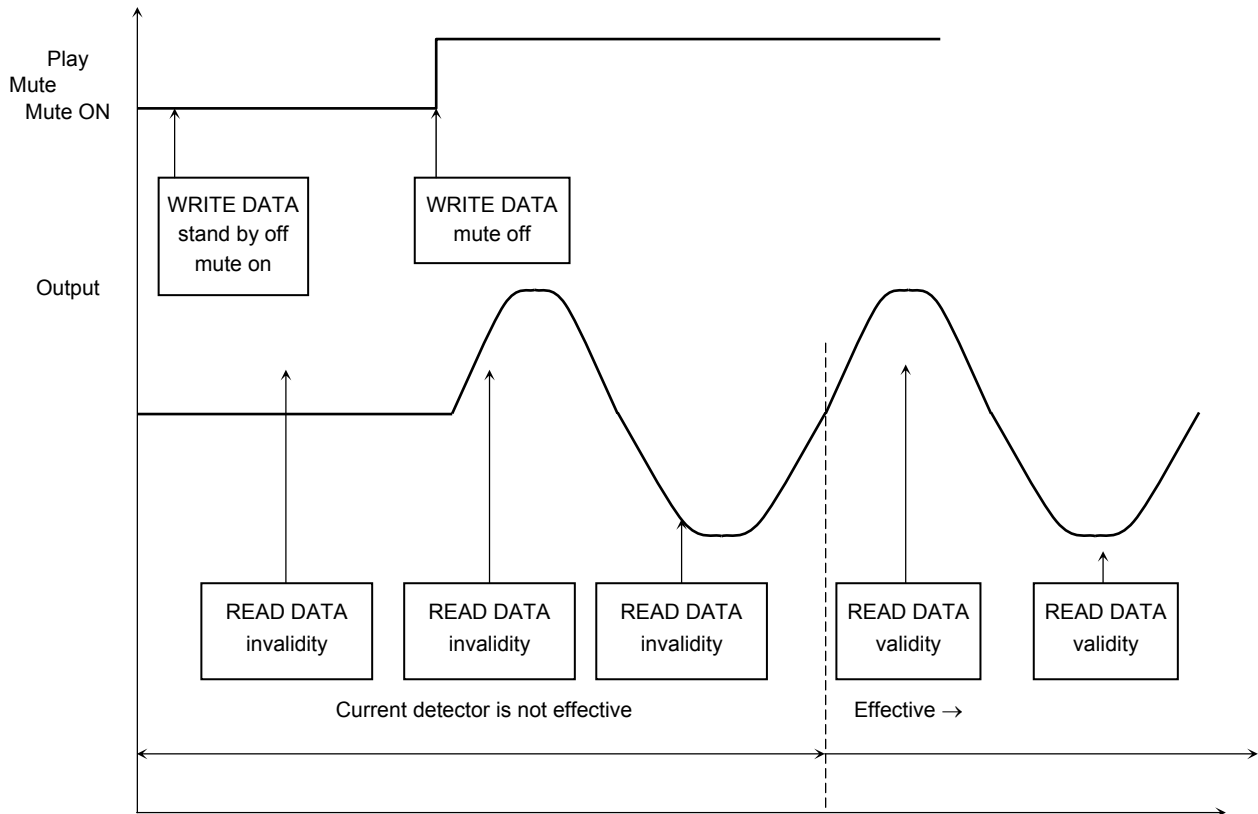 Play
Mute
Mute ON
WRITE DATA
stand by off
mute on
WRITE DATA
mute off
Output
READ DATA
invalidity
READ DATA
invalidity
READ DATA
invalidity
READ DATA
validity
READ DATA
validity
Current detector is not effective
Effective →